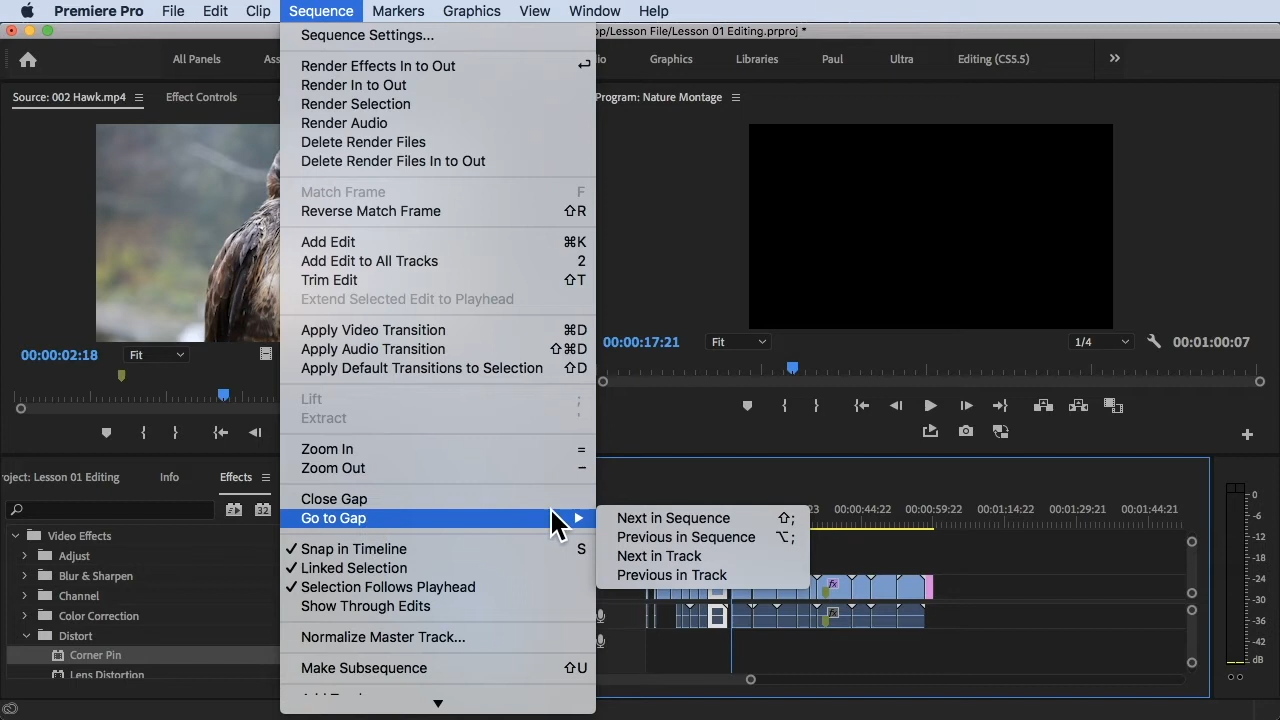 Premiere Pro File Edit Clip Sequence Markers Graphics View Window Help
op/Lesson File/Lesson 01 Editing.prproj *
All Panels Ass io Graphics Libraries Paul Ultra Editing (CS5.5)
Source: 002 Hawk.mp4 Effect Controls
Program: Nature Montage
00:00:02:18 Fit
00:00:17:21 Fit 1/4 00:01:00:07
roject: Lesson 01 Editing Info Effects
32
Video Effects
Adjust
Blur & Sharpen
Channel
Color Correction
Distort
Corner Pin
Lens Distortion
Sequence Settings...
Render Effects In to Out ↩
Render In to Out
Render Selection
Render Audio
Delete Render Files
Delete Render Files In to Out
Match Frame F
Reverse Match Frame ⇧R
Add Edit ⌘K
Add Edit to All Tracks 2
Trim Edit ⇧T
Extend Selected Edit to Playhead
Apply Video Transition ⌘D
Apply Audio Transition ⇧⌘D
Apply Default Transitions to Selection ⇧D
Lift ;
Extract '
Zoom In =
Zoom Out −
Close Gap
Go to Gap
✓ Snap in Timeline S
✓ Linked Selection
✓ Selection Follows Playhead
Show Through Edits
Normalize Master Track...
Make Subsequence ⇧U
Next in Sequence ⇧;
Previous in Sequence ⌥;
Next in Track
Previous in Track
23 00:00:44:22 00:00:59:22 00:01:14:22 00:01:29:21 00:01:44:21
fx
fx
0
-6
-12
-18
-24
-30
-36
-42
dB